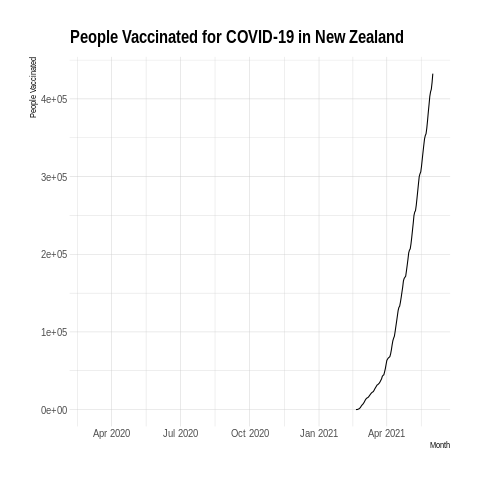 People Vaccinated for COVID-19 in New Zealand
People Vaccinated
4e+05
3e+05
2e+05
1e+05
0e+00
Apr 2020 Jul 2020 Oct 2020 Jan 2021 Apr 2021
Month